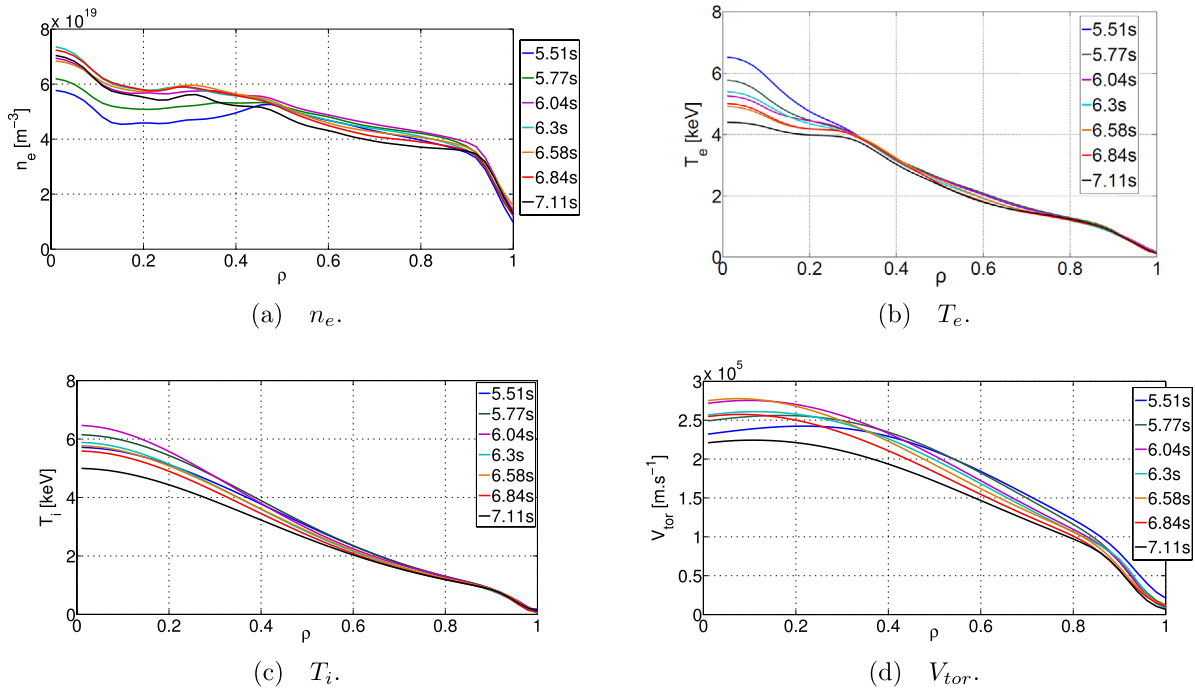 x 10^19
8
6
4
2
0
n_e [m^−3]
0 0.2 0.4 0.6 0.8 1
ρ
5.51s
5.77s
6.04s
6.3s
6.58s
6.84s
7.11s
(a) n_e.
8
6
4
2
0
T_e [keV]
0 0.2 0.4 0.6 0.8 1
ρ
5.51s
5.77s
6.04s
6.3s
6.58s
6.84s
7.11s
(b) T_e.
8
6
4
2
0
T_i [keV]
0 0.2 0.4 0.6 0.8 1
ρ
5.51s
5.77s
6.04s
6.3s
6.58s
6.84s
7.11s
(c) T_i.
x 10^5
3
2.5
2
1.5
1
0.5
0
V_tor [m.s^−1]
0 0.2 0.4 0.6 0.8 1
ρ
5.51s
5.77s
6.04s
6.3s
6.58s
6.84s
7.11s
(d) V_tor.